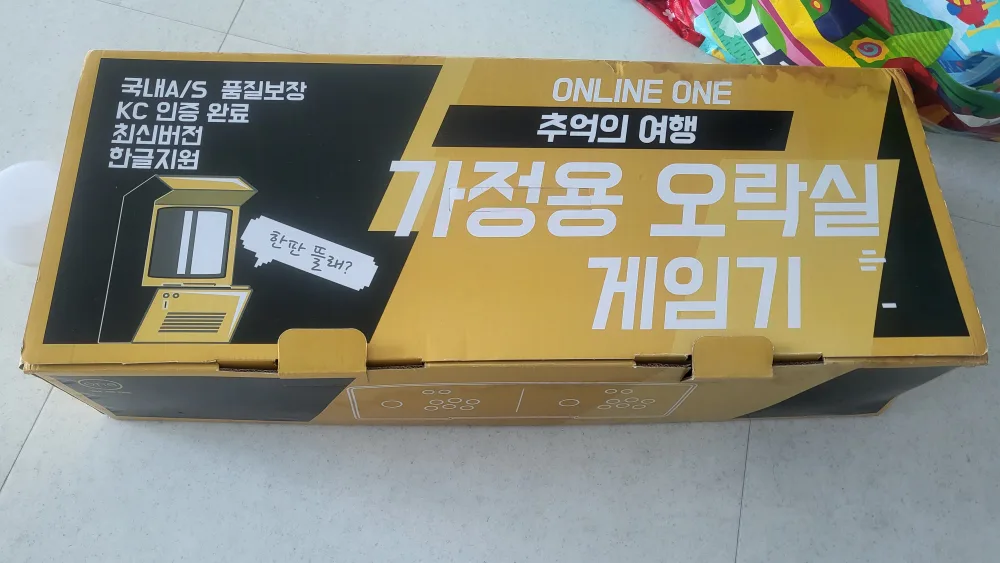 국내A/S 품질보장
KC 인증 완료
최신버전
한글지원
한판 뜰래?
ONLINE ONE
추억의 여행
가정용 오락실
게임기